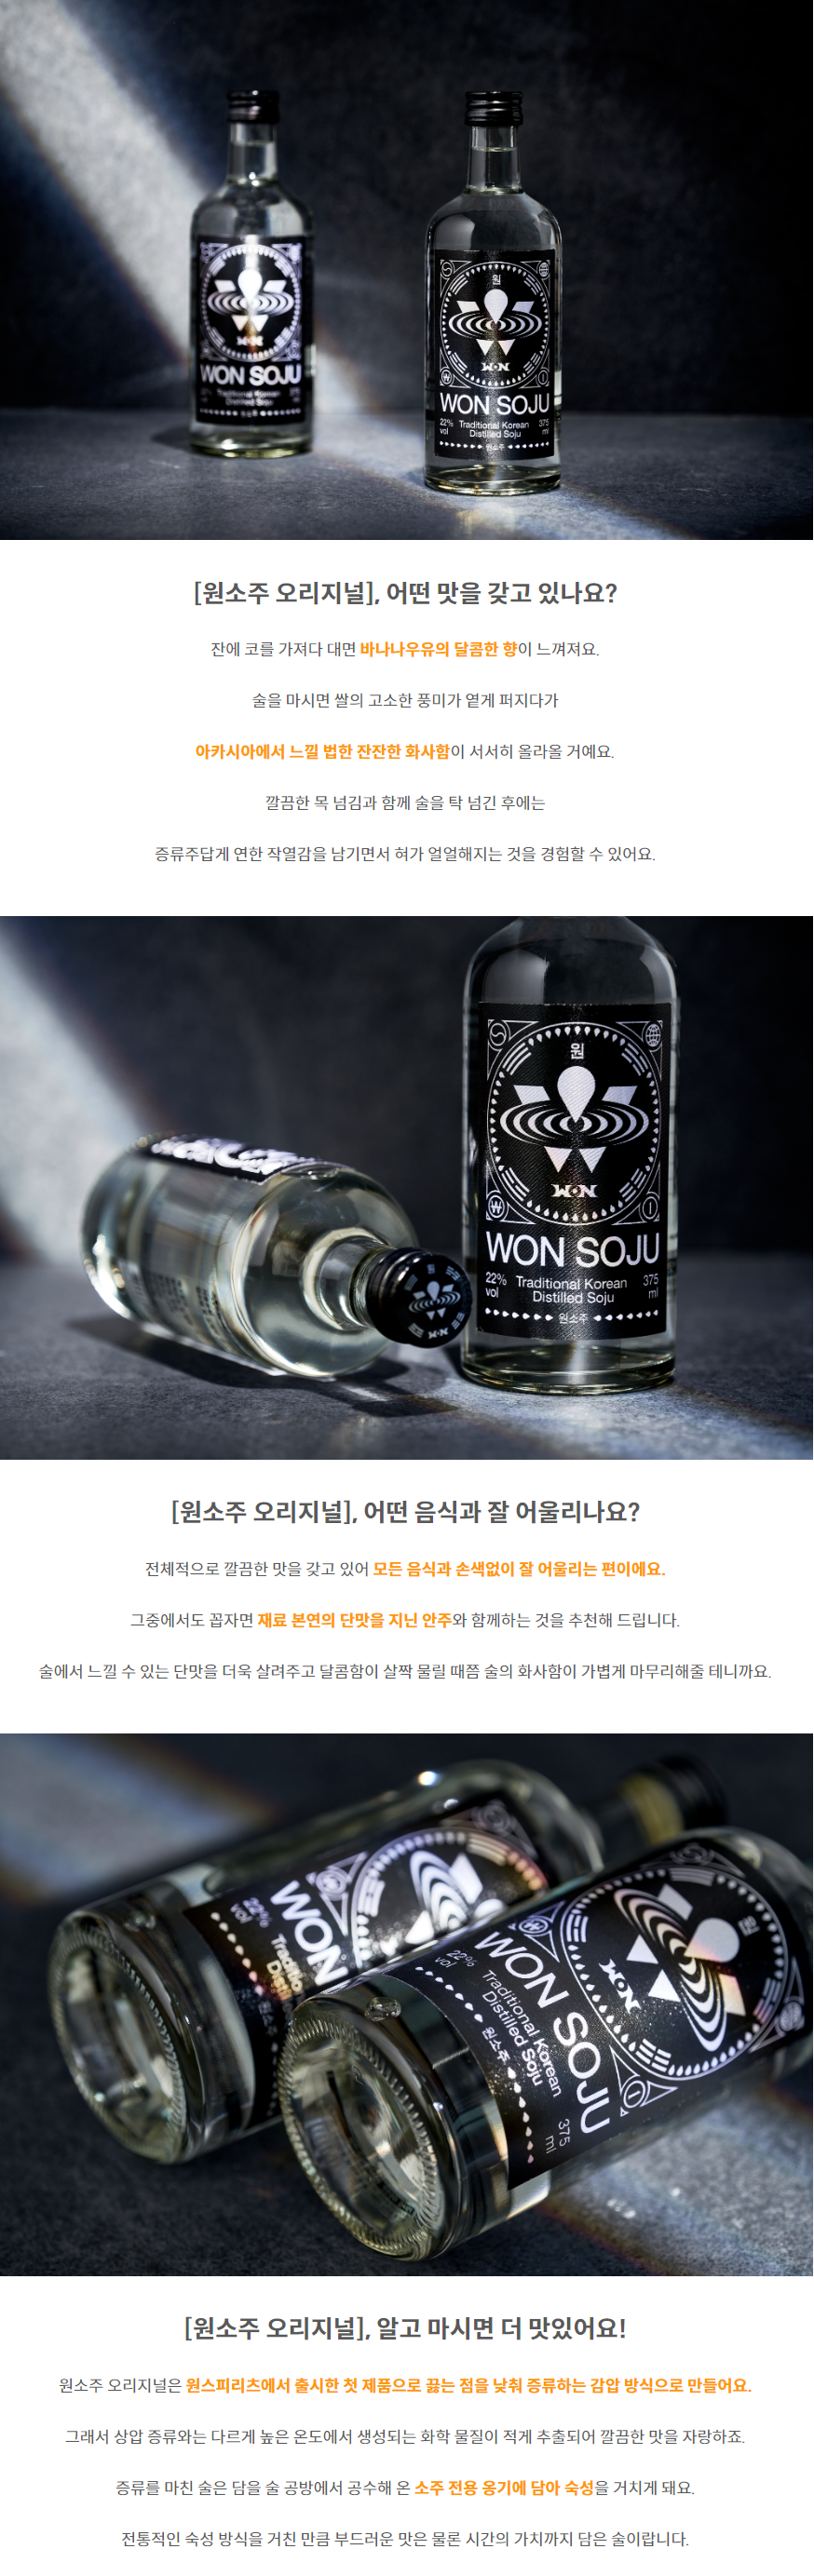 WON SOJU
원
W·N
WON SOJU
22% vol Traditional Korean Distilled Soju 375 ml
원소주
[원소주 오리지널], 어떤 맛을 갖고 있나요?
잔에 코를 가져다 대면 바나나우유의 달콤한 향이 느껴져요.
술을 마시면 쌀의 고소한 풍미가 옅게 퍼지다가
아카시아에서 느낄 법한 잔잔한 화사함이 서서히 올라올 거예요.
깔끔한 목 넘김과 함께 술을 탁 넘긴 후에는
증류주답게 연한 작열감을 남기면서 혀가 얼얼해지는 것을 경험할 수 있어요.
원
W·N
WON SOJU
22% vol Traditional Korean Distilled Soju 375 ml
원소주
원
W·N
[원소주 오리지널], 어떤 음식과 잘 어울리나요?
전체적으로 깔끔한 맛을 갖고 있어 모든 음식과 손색없이 잘 어울리는 편이에요.
그중에서도 꼽자면 재료 본연의 단맛을 지닌 안주와 함께하는 것을 추천해 드립니다.
술에서 느낄 수 있는 단맛을 더욱 살려주고 달콤함이 살짝 물릴 때쯤 술의 화사함이 가볍게 마무리해줄 테니까요.
22% vol
WON
원
W·N
WON SOJU
22% vol Traditional Korean Distilled Soju 375 ml
원소주
[원소주 오리지널], 알고 마시면 더 맛있어요!
원소주 오리지널은 원스피리츠에서 출시한 첫 제품으로 끓는 점을 낮춰 증류하는 감압 방식으로 만들어요.
그래서 상압 증류와는 다르게 높은 온도에서 생성되는 화학 물질이 적게 추출되어 깔끔한 맛을 자랑하죠.
증류를 마친 술은 담을 술 공방에서 공수해 온 소주 전용 옹기에 담아 숙성을 거치게 돼요.
전통적인 숙성 방식을 거친 만큼 부드러운 맛은 물론 시간의 가치까지 담은 술이랍니다.